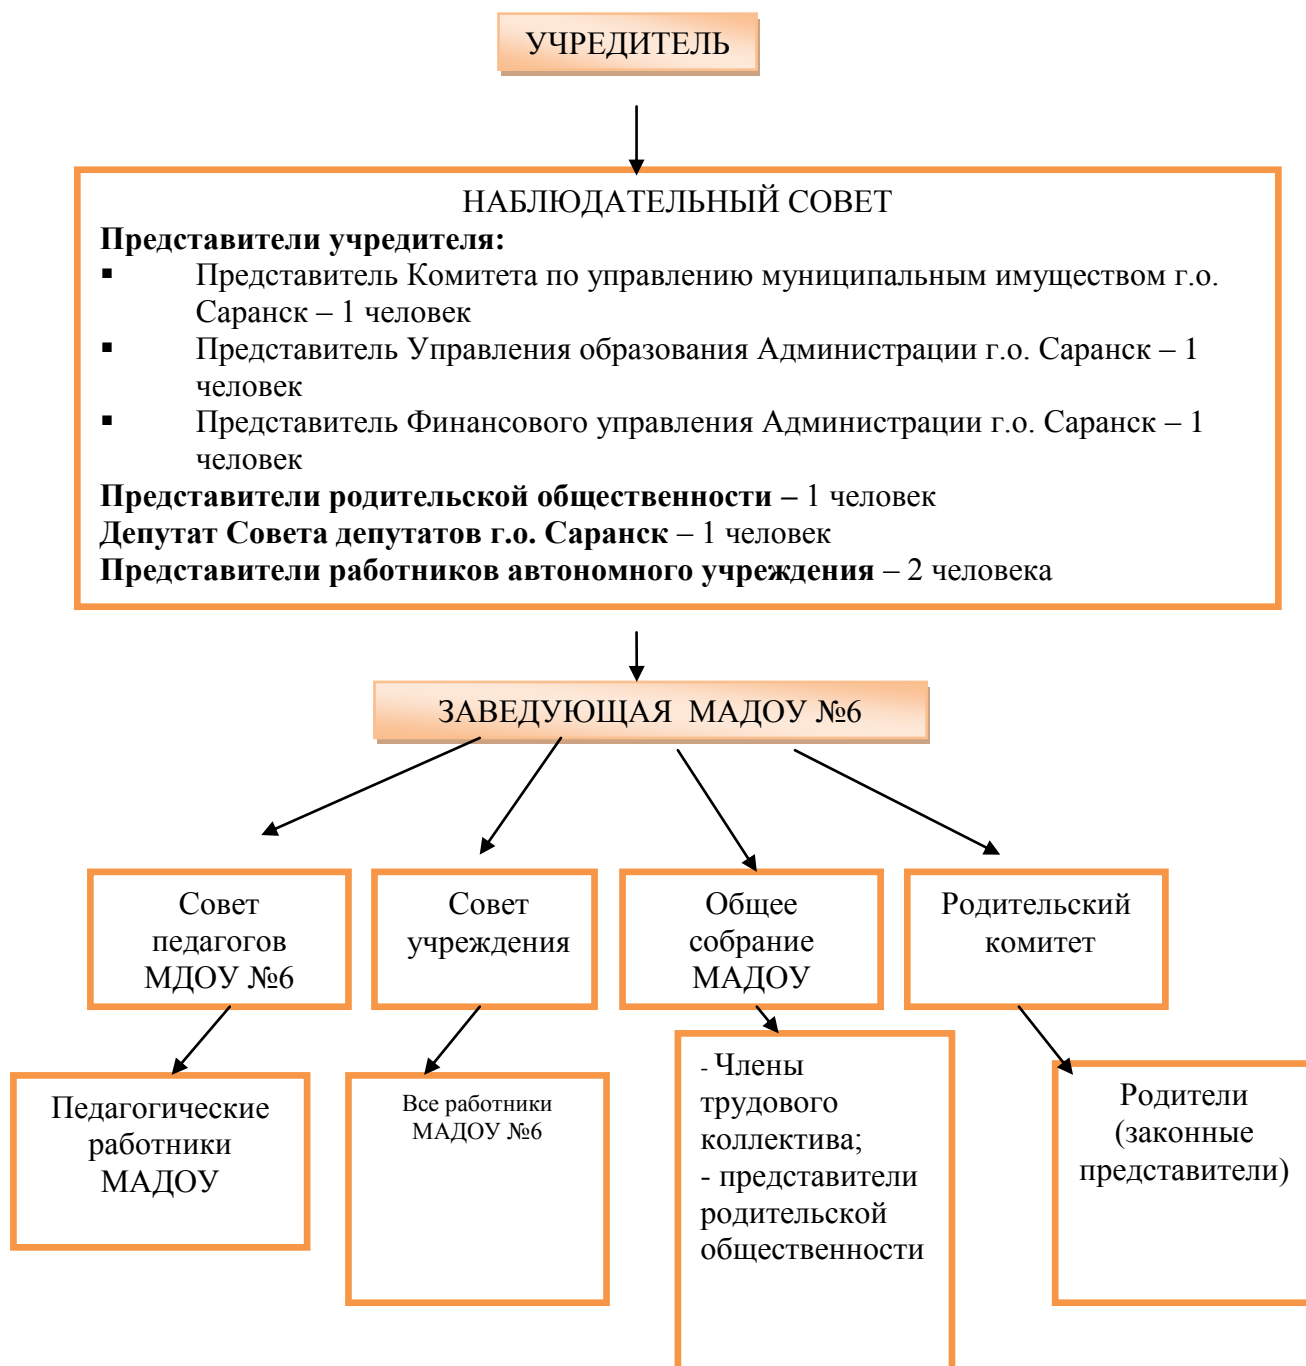 УЧРЕДИТЕЛЬ
НАБЛЮДАТЕЛЬНЫЙ СОВЕТ
Представители учредителя:
▪ Представитель Комитета по управлению муниципальным имуществом г.о.
Саранск – 1 человек
▪ Представитель Управления образования Администрации г.о. Саранск – 1
человек
▪ Представитель Финансового управления Администрации г.о. Саранск – 1
человек
Представители родительской общественности – 1 человек
Депутат Совета депутатов г.о. Саранск – 1 человек
Представители работников автономного учреждения – 2 человека
ЗАВЕДУЮЩАЯ МАДОУ №6
Совет
педагогов
МДОУ №6
Совет
учреждения
Общее
собрание
МАДОУ
Родительский
комитет
Педагогические
работники
МАДОУ
Все работники
МАДОУ №6
- Члены
трудового
коллектива;
- представители
родительской
общественности
Родители
(законные
представители)